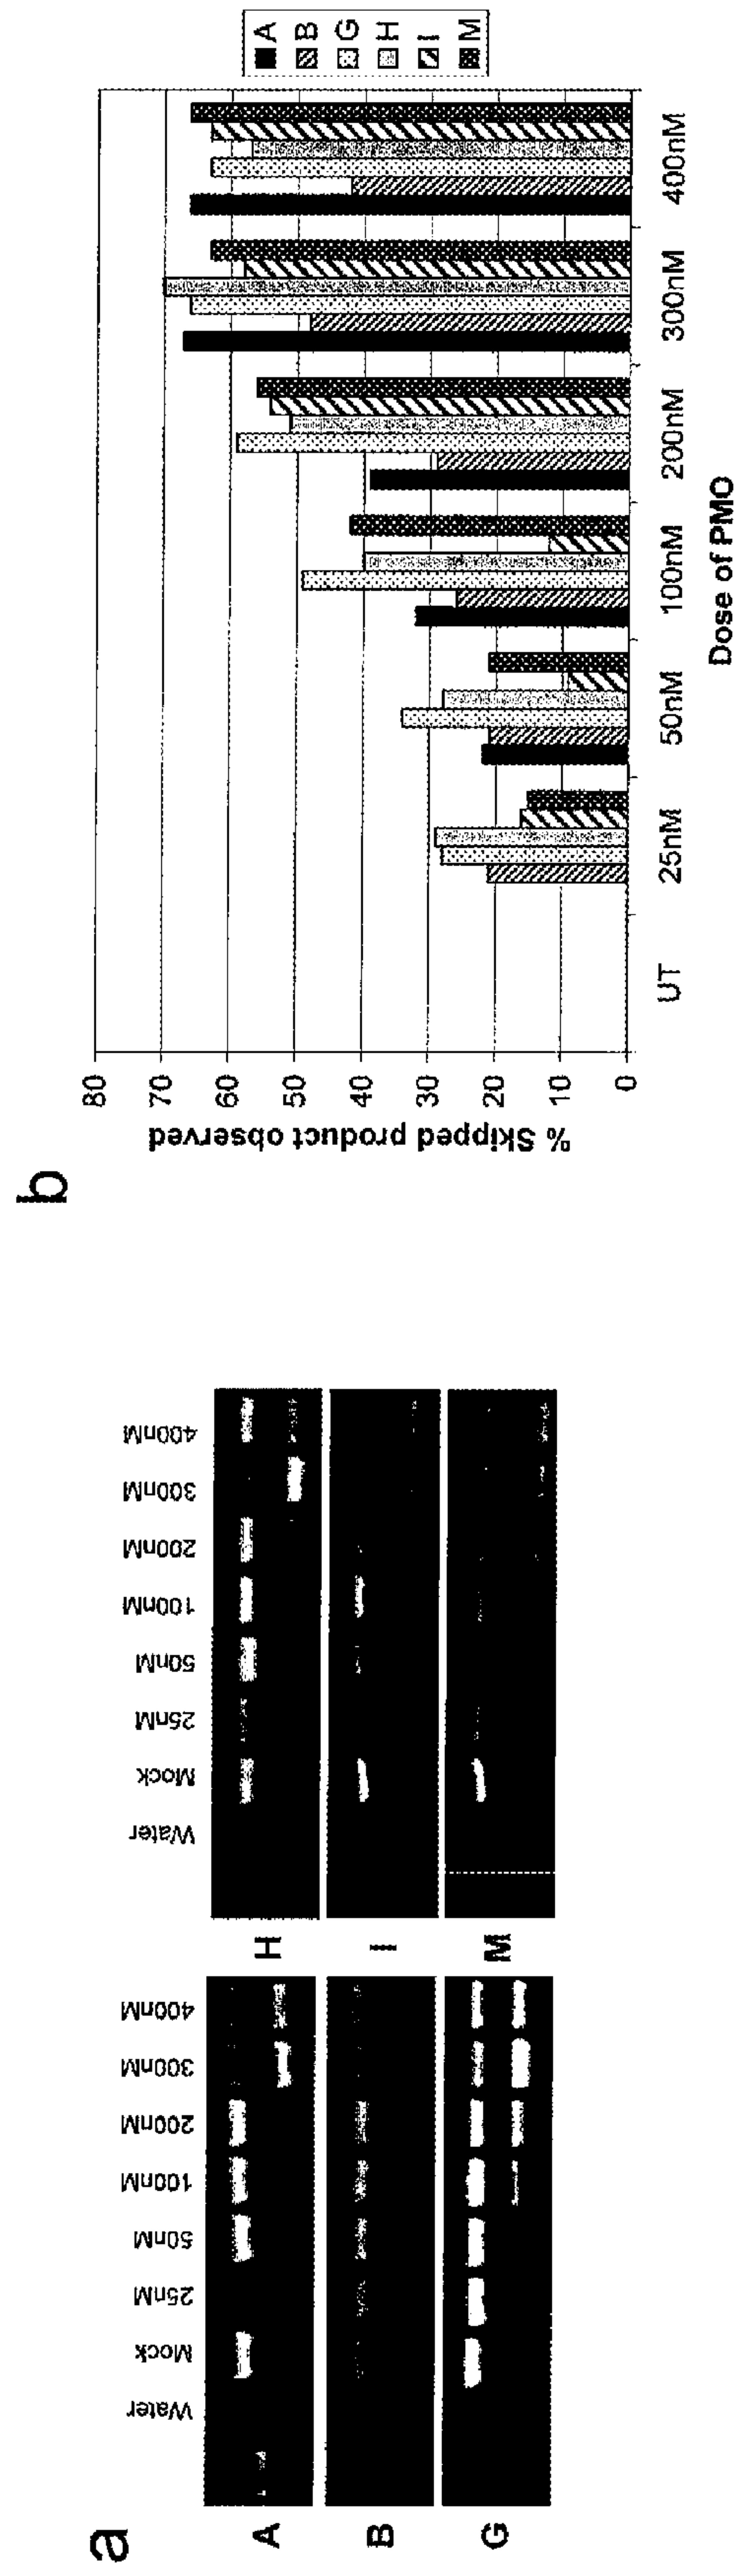 a
Water Mock 25nM 50nM 100nM 200nM 300nM 400nM
A
B
G
Water Mock 25nM 50nM 100nM 200nM 300nM 400nM
H
I
M
b
% Skipped product observed
80
70
60
50
40
30
20
10
0
UT 25nM 50nM 100nM 200nM 300nM 400nM
Dose of PMO
A
B
G
H
I
M